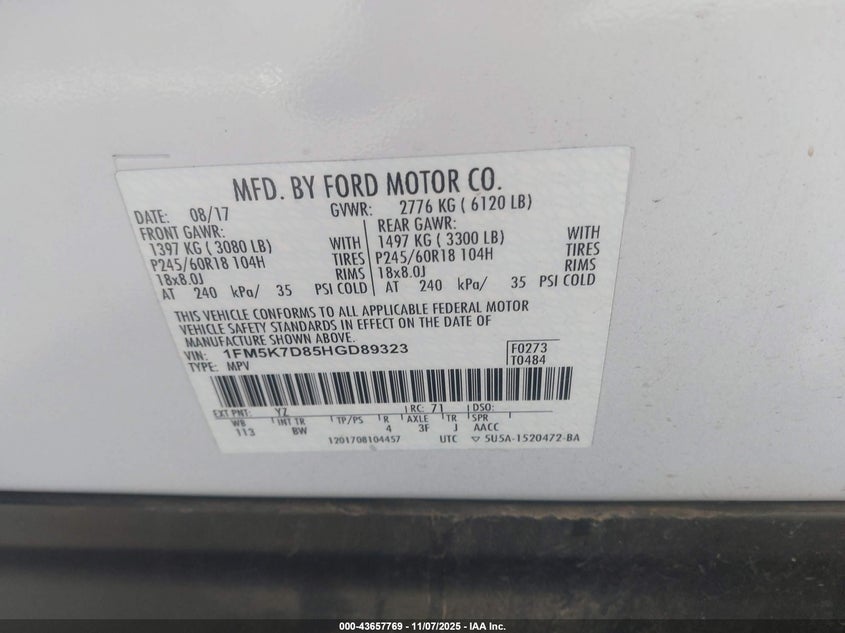 MFD. BY FORD MOTOR CO.
DATE: 08/17 GVWR: 2776 KG ( 6120 LB)
FRONT GAWR: REAR GAWR:
1397 KG ( 3080 LB) WITH 1497 KG ( 3300 LB) WITH
P245/60R18 104H TIRES P245/60R18 104H TIRES
18x8.0J RIMS 18x8.0J RIMS
AT 240 kPa/ 35 PSI COLD AT 240 kPa/ 35 PSI COLD
THIS VEHICLE CONFORMS TO ALL APPLICABLE FEDERAL MOTOR
VEHICLE SAFETY STANDARDS IN EFFECT ON THE DATE OF
MANUFACTURE SHOWN ABOVE.
VIN: 1FM5K7D85HGD89323 F0273
TYPE: MPV T0484
EXT PNT: YZ RC: 71 DSO:
WB INT TR TP/PS R AXLE TR SPR
113 BW 4 3F J AACC
1201708104457 UTC ▽ 5U5A-1520472-BA
000-43657769 - 11/07/2025 - IAA Inc.